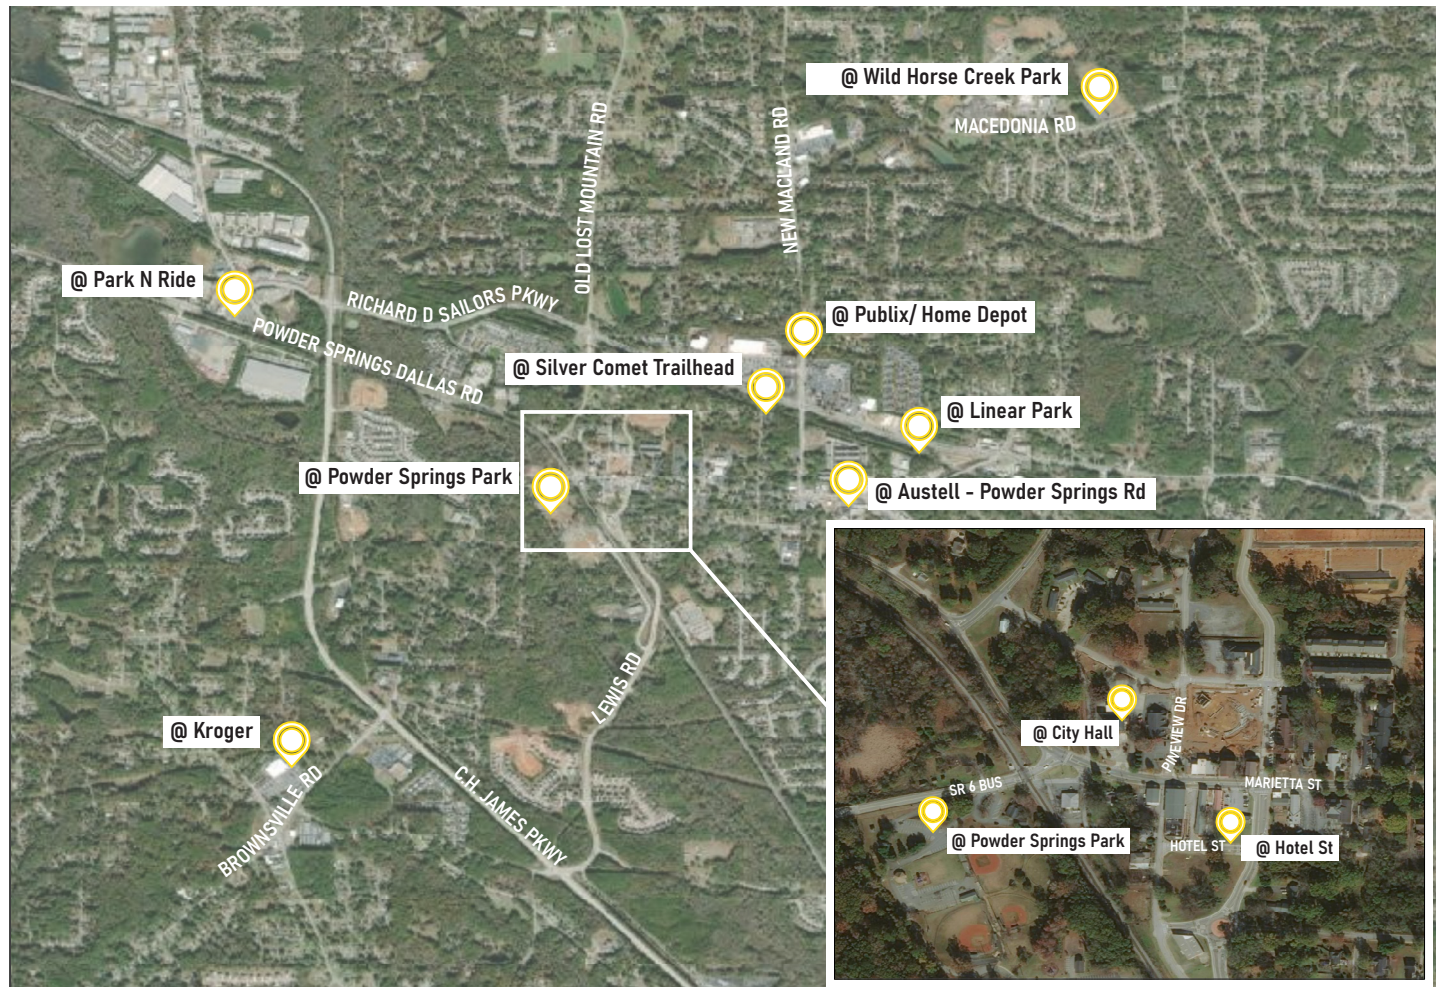 @ Wild Horse Creek Park
MACEDONIA RD
OLD LOST MOUNTAIN RD
NEW MACLAND RD
@ Park N Ride
RICHARD D SAILORS PKWY
@ Publix/ Home Depot
POWDER SPRINGS DALLAS RD
@ Silver Comet Trailhead
@ Linear Park
@ Powder Springs Park
@ Austell - Powder Springs Rd
LEWIS RD
@ Kroger
BROWNSVILLE RD
C.H. JAMES PKWY
@ City Hall
PINEVIEW DR
SR 6 BUS
MARIETTA ST
@ Powder Springs Park
HOTEL ST
@ Hotel St